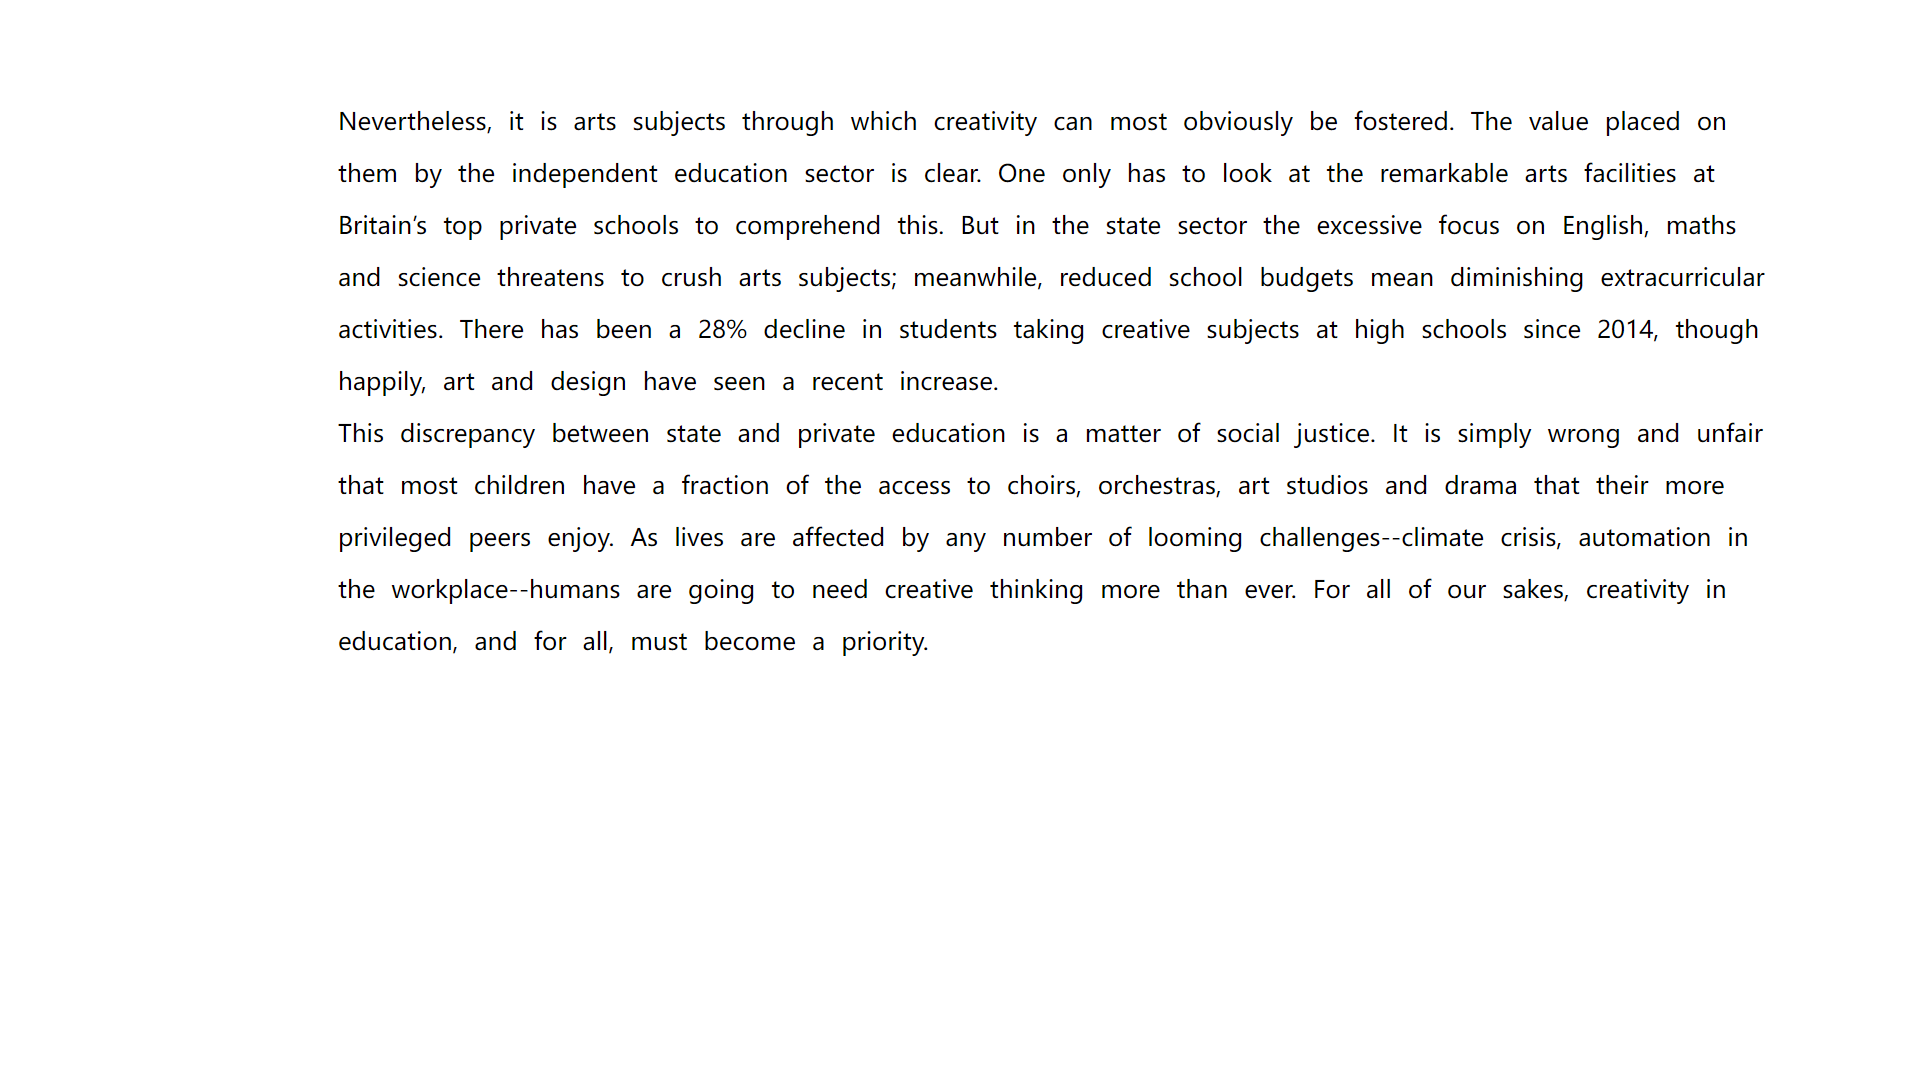 Nevertheless, it is arts subjects through which creativity can most obviously be fostered. The value placed on
them by the independent education sector is clear. One only has to look at the remarkable arts facilities at
Britain’s top private schools to comprehend this. But in the state sector the excessive focus on English, maths
and science threatens to crush arts subjects; meanwhile, reduced school budgets mean diminishing extracurricular
activities. There has been a 28% decline in students taking creative subjects at high schools since 2014, though
happily, art and design have seen a recent increase.
This discrepancy between state and private education is a matter of social justice. It is simply wrong and unfair
that most children have a fraction of the access to choirs, orchestras, art studios and drama that their more
privileged peers enjoy. As lives are affected by any number of looming challenges--climate crisis, automation in
the workplace--humans are going to need creative thinking more than ever. For all of our sakes, creativity in
education, and for all, must become a priority.